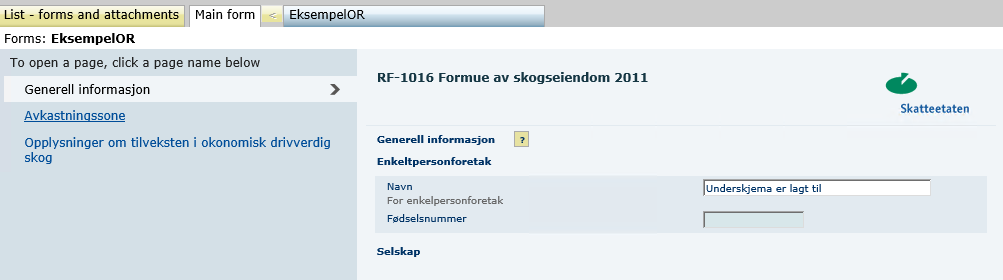 List - forms and attachments Main form < EksempelOR
Forms: EksempelOR
To open a page, click a page name below
Generell informasjon
Avkastningssone
Opplysninger om tilveksten i okonomisk drivverdig
skog
RF-1016 Formue av skogseiendom 2011
Skatteetaten
Generell informasjon ?
Enkeltpersonforetak
Navn Underskjema er lagt til
For enkelpersonforetak
Fødselsnummer
Selskap